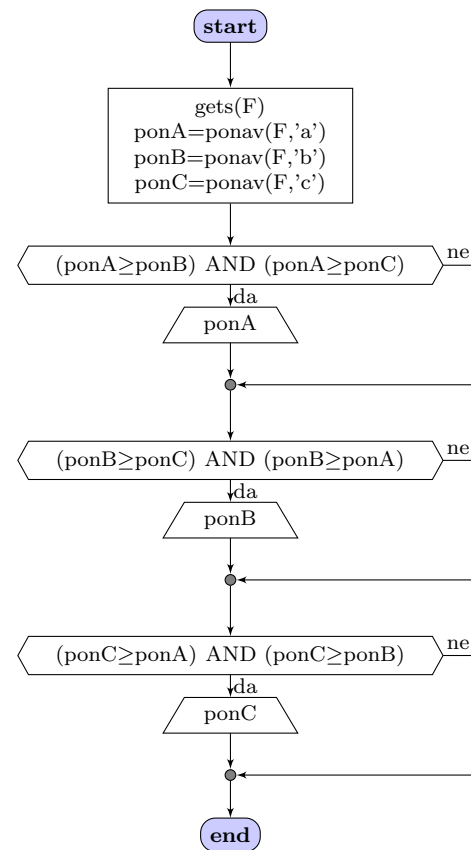 start
gets(F)
ponA=ponav(F,'a')
ponB=ponav(F,'b')
ponC=ponav(F,'c')
(ponA≥ponB) AND (ponA≥ponC)
ne
da
ponA
(ponB≥ponC) AND (ponB≥ponA)
ne
da
ponB
(ponC≥ponA) AND (ponC≥ponB)
ne
da
ponC
end